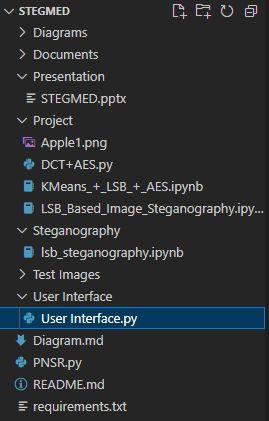 STEGMED
Diagrams
Documents
Presentation
STEGMED.pptx
Project
Apple1.png
DCT+AES.py
KMeans_+_LSB_+_AES.ipynb
LSB_Based_Image_Steganography.ipy...
Steganography
lsb_steganography.ipynb
Test Images
User Interface
User Interface.py
Diagram.md
PNSR.py
README.md
requirements.txt